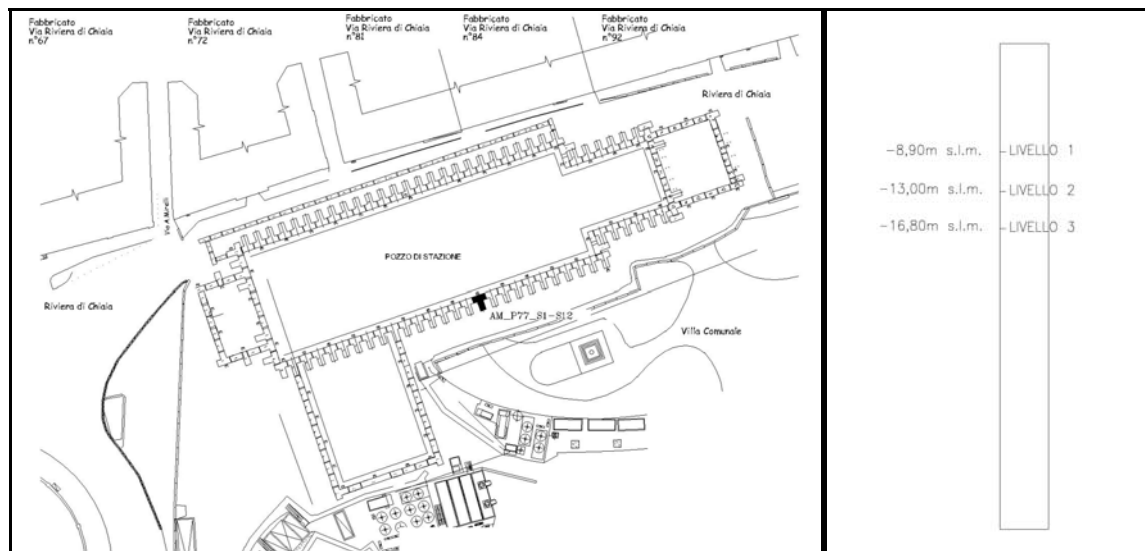 Fabbricato
Via Riviera di Chiaia
n°67
Fabbricato
Via Riviera di Chiaia
n°72
Fabbricato
Via Riviera di Chiaia
n°81
Fabbricato
Via Riviera di Chiaia
n°84
Fabbricato
Via Riviera di Chiaia
n°92
Riviera di Chiaia
Via A.Mirelli
POZZO DI STAZIONE
Riviera di Chiaia
AM_P77_S1-S12
Villa Comunale
-8,90m s.l.m. LIVELLO 1
-13,00m s.l.m. LIVELLO 2
-16,80m s.l.m. LIVELLO 3